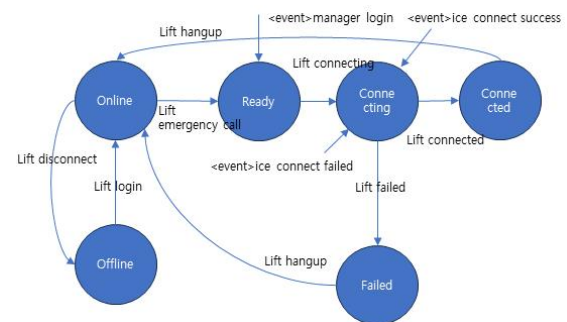 <event>manager login
<event>ice connect success
Lift hangup
Lift connecting
Online
Ready
Conne
cting
Conne
cted
Lift
emergency call
Lift connected
Lift disconnect
<event>ice connect failed
Lift login
Lift failed
Offline
Lift hangup
Failed